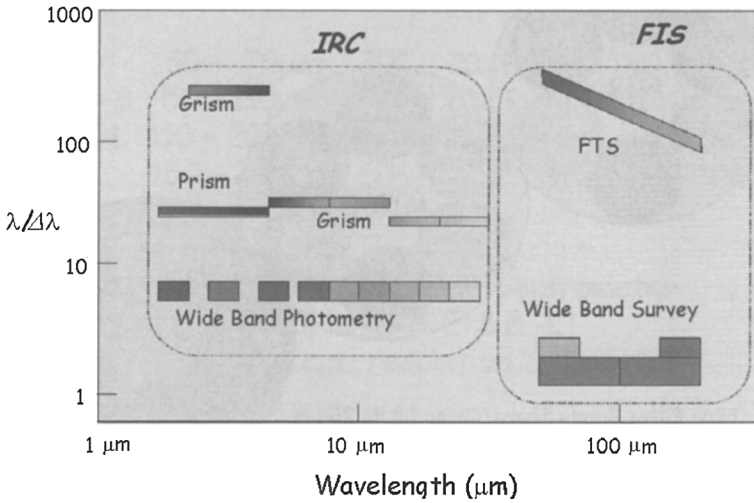 1000
IRC
FIS
Grism
100
FTS
Prism
λ/Δλ
Grism
10
Wide Band Photometry
Wide Band Survey
1
1 μm
10 μm
100 μm
Wavelength (μm)